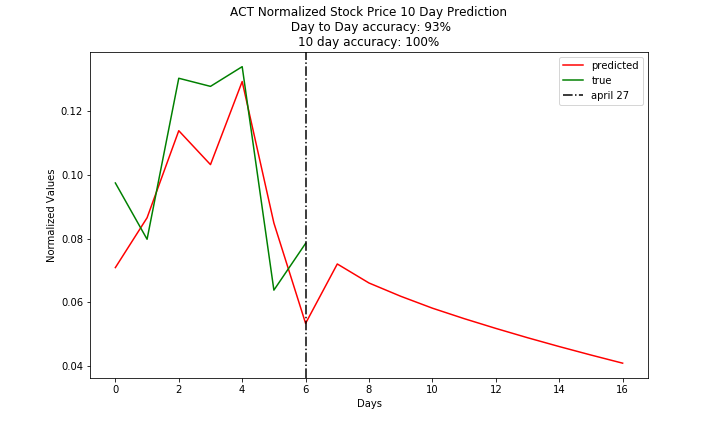 ACT Normalized Stock Price 10 Day Prediction
Day to Day accuracy: 93%
10 day accuracy: 100%
predicted
true
april 27
0.12
0.10
0.08
0.06
0.04
Normalized Values
0 2 4 6 8 10 12 14 16
Days